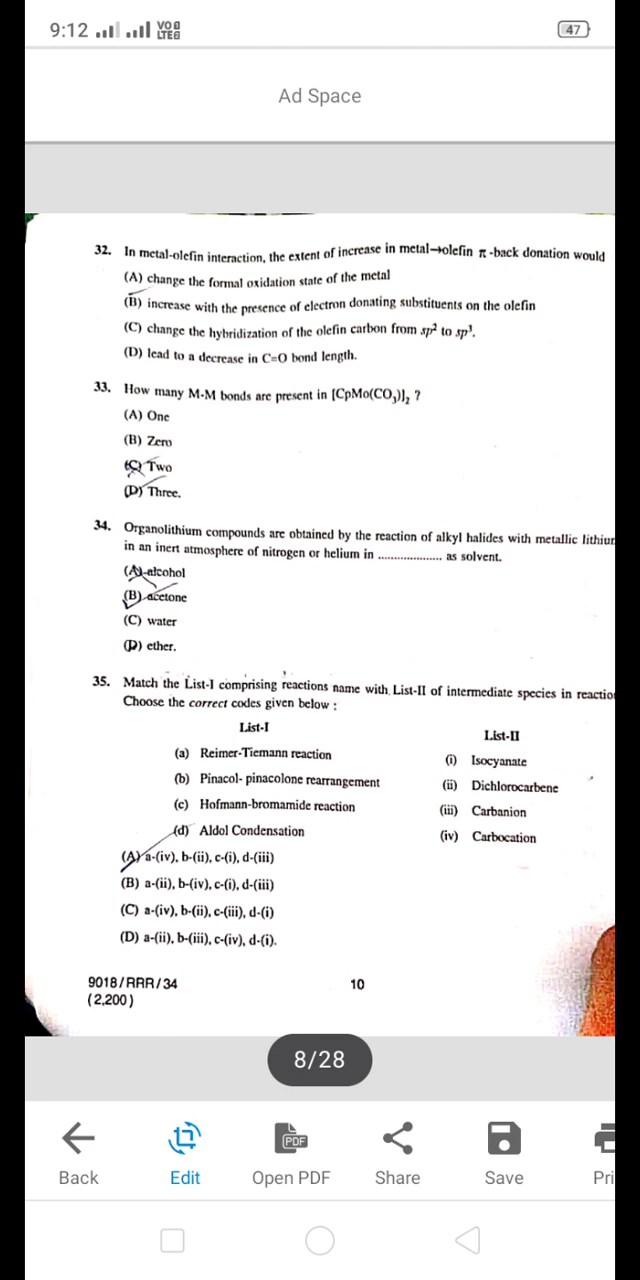 9:12 VO LTE 47
Ad Space
32. In metal-olefin interaction, the extent of increase in metal→olefin π -back donation would
(A) change the formal oxidation state of the metal
(B) increase with the presence of electron donating substituents on the olefin
(C) change the hybridization of the olefin carbon from sp² to sp³.
(D) lead to a decrease in C=O bond length.
33. How many M-M bonds are present in [CpMo(CO₃)]₂ ?
(A) One
(B) Zero
(C) Two
(D) Three.
34. Organolithium compounds are obtained by the reaction of alkyl halides with metallic lithiur
in an inert atmosphere of nitrogen or helium in .................... as solvent.
(A) alcohol
(B) acetone
(C) water
(D) ether.
35. Match the List-I comprising reactions name with List-II of intermediate species in reactio
Choose the correct codes given below :
List-I List-II
(a) Reimer-Tiemann reaction (i) Isocyanate
(b) Pinacol- pinacolone rearrangement (ii) Dichlorocarbene
(c) Hofmann-bromamide reaction (iii) Carbanion
(d) Aldol Condensation (iv) Carbocation
(A) a-(iv), b-(ii), c-(i), d-(iii)
(B) a-(ii), b-(iv), c-(i), d-(iii)
(C) a-(iv), b-(ii), c-(iii), d-(i)
(D) a-(ii), b-(iii), c-(iv), d-(i).
9018/RRR/34 10
(2,200)
8/28
PDF
Back Edit Open PDF Share Save Pri